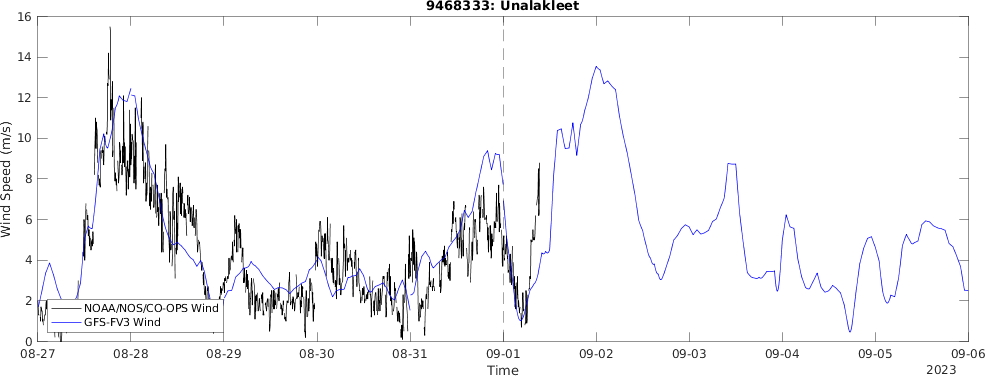 9468333: Unalakleet
Wind Speed (m/s)
16
14
12
10
8
6
4
2
0
NOAA/NOS/CO-OPS Wind
GFS-FV3 Wind
08-27 08-28 08-29 08-30 08-31 09-01 09-02 09-03 09-04 09-05 09-06
Time
2023